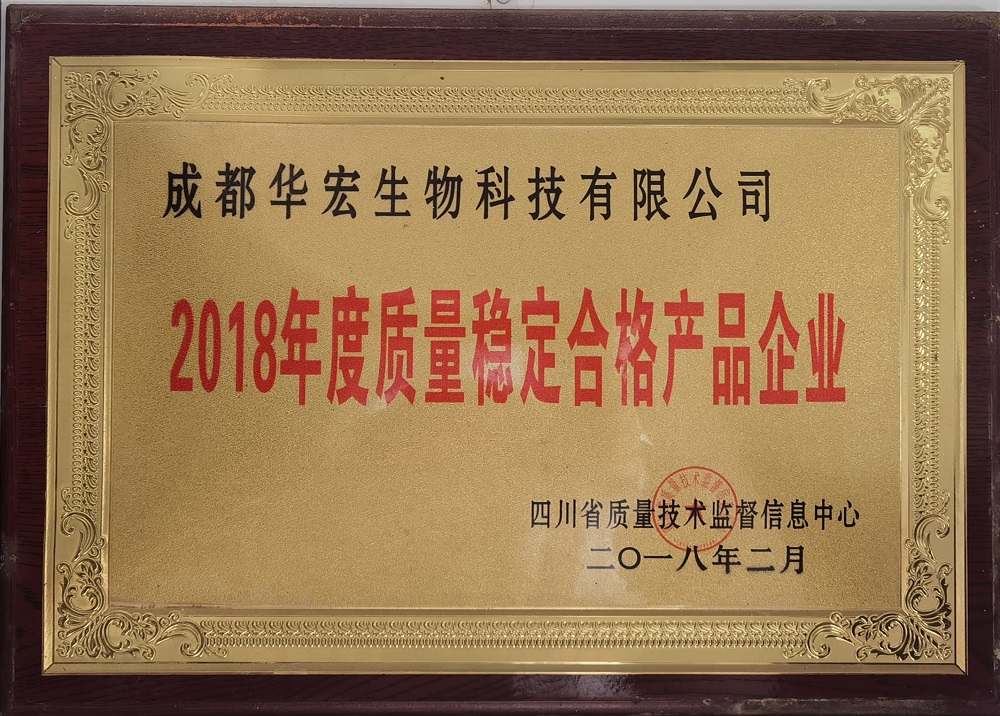 成都华宏生物科技有限公司
2018年度质量稳定合格产品企业
四川省质量技术监督信息中心
二〇一八年二月